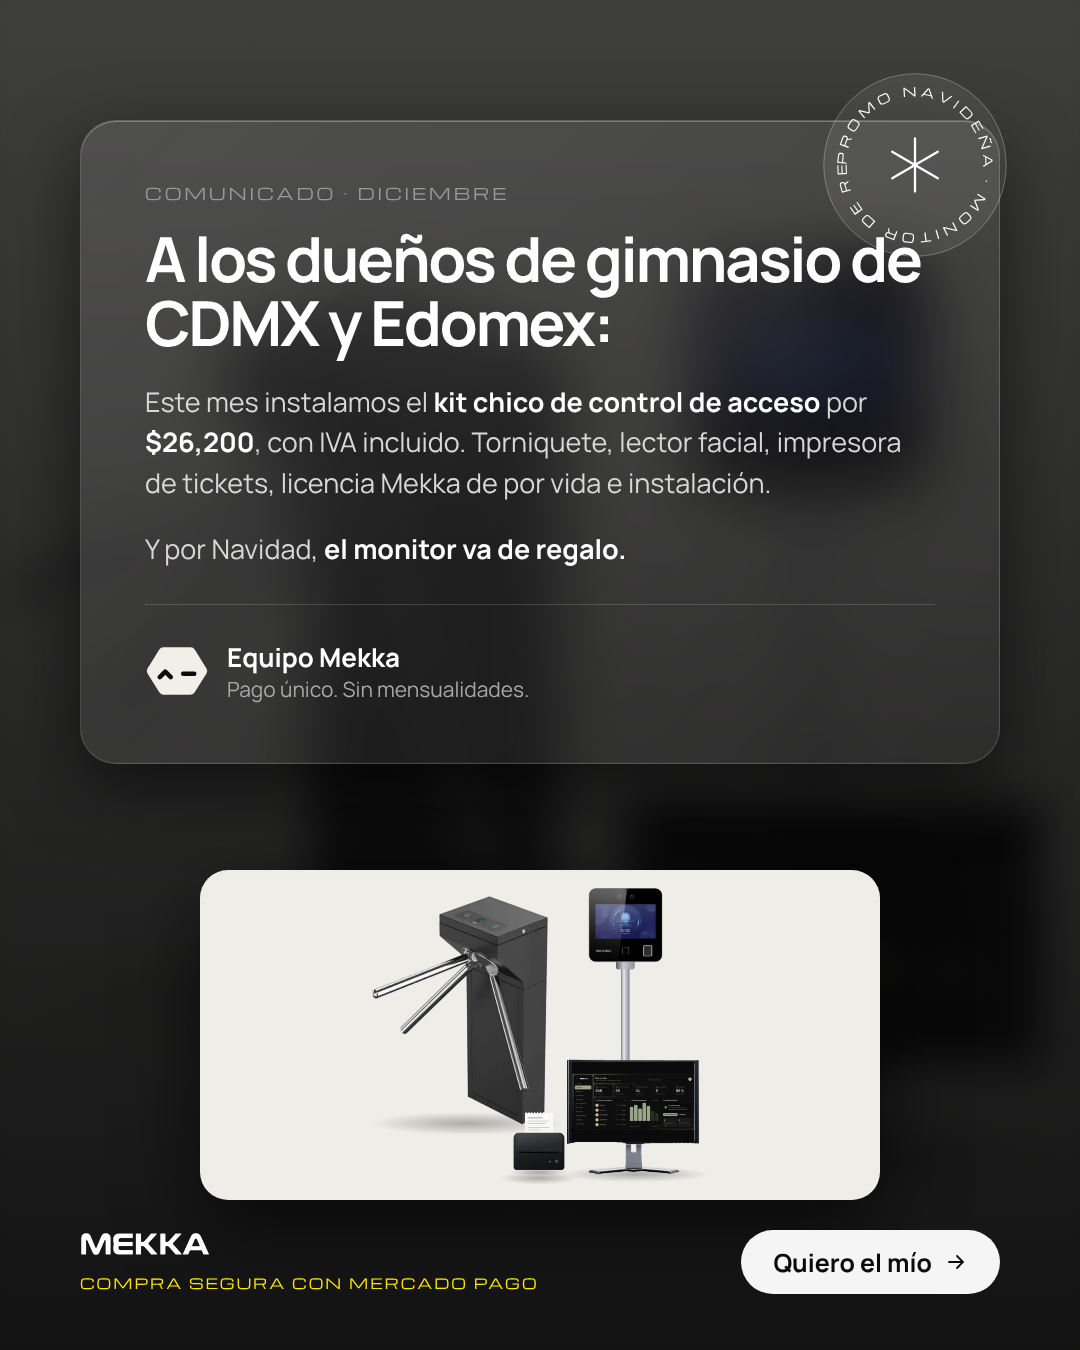 PROMO NAVIDEÑA · MONITOR DE RE
COMUNICADO · DICIEMBRE
A los dueños de gimnasio de
CDMX y Edomex:
Este mes instalamos el kit chico de control de acceso por
$26,200, con IVA incluido. Torniquete, lector facial, impresora
de tickets, licencia Mekka de por vida e instalación.
Y por Navidad, el monitor va de regalo.
Equipo Mekka
Pago único. Sin mensualidades.
MEKKA
COMPRA SEGURA CON MERCADO PAGO
Quiero el mío →